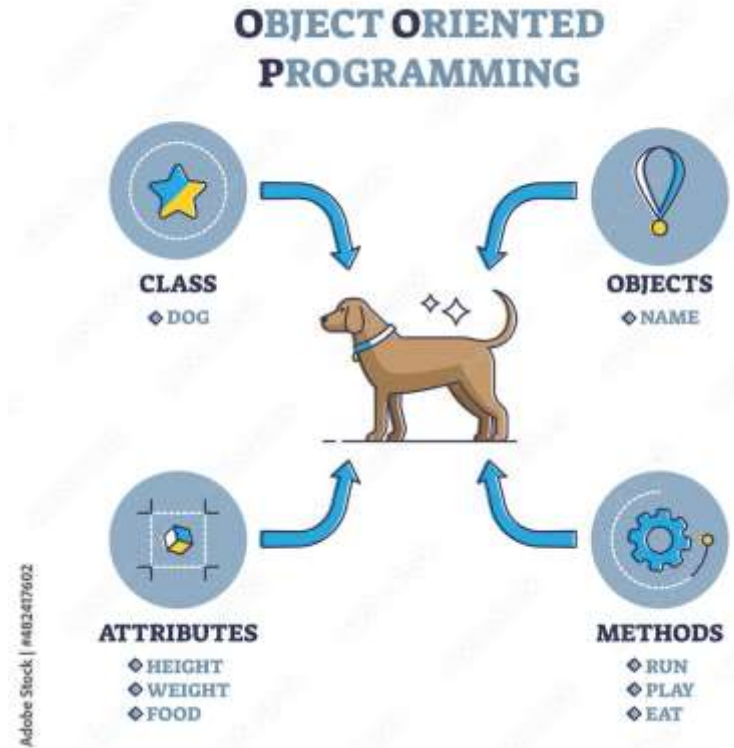 OBJECT ORIENTED
PROGRAMMING
CLASS
DOG
OBJECTS
NAME
ATTRIBUTES
HEIGHT
WEIGHT
FOOD
METHODS
RUN
PLAY
EAT
Adobe Stock | #482417602